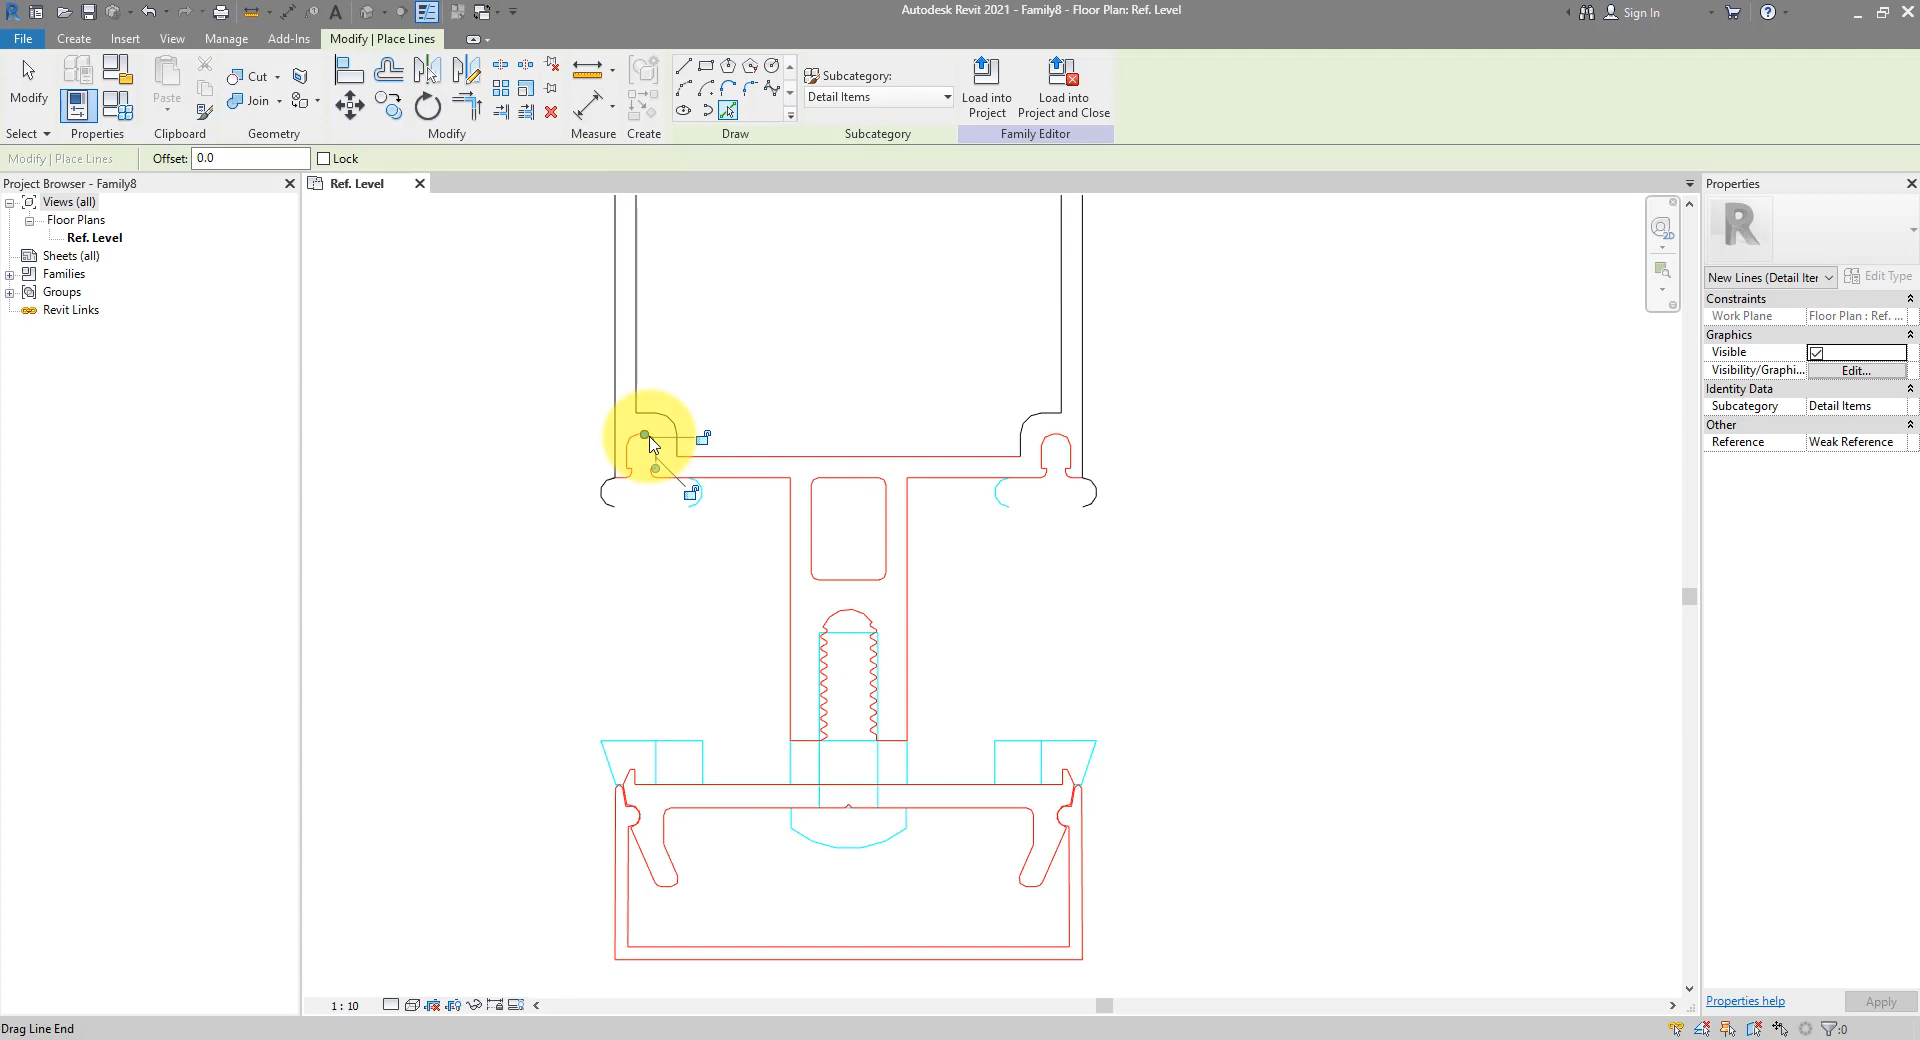 Autodesk Revit 2021 - Family8 - Floor Plan: Ref. Level
Sign In
File
Create
Insert
View
Manage
Add-Ins
Modify | Place Lines
Modify
Paste
Cut
Join
Subcategory:
Detail Items
Load into
Project
Load into
Project and Close
Select
Properties
Clipboard
Geometry
Modify
Measure
Create
Draw
Subcategory
Family Editor
Modify | Place Lines
Offset:
0.0
Lock
Project Browser - Family8
Views (all)
Floor Plans
Ref. Level
Sheets (all)
Families
Groups
Revit Links
Ref. Level
2D
Properties
R
New Lines (Detail Iter
Edit Type
Constraints
Work Plane
Floor Plan : Ref. ...
Graphics
Visible
Visibility/Graphi...
Edit...
Identity Data
Subcategory
Detail Items
Other
Reference
Weak Reference
Properties help
Apply
1 : 10
Drag Line End
:0